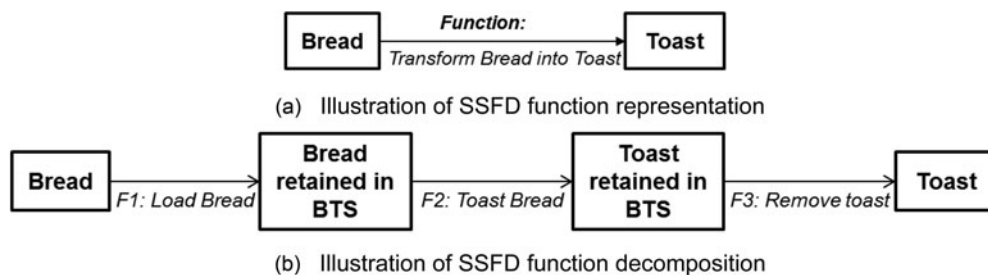 Function:
Bread
Toast
Transform Bread into Toast
(a) Illustration of SSFD function representation
Bread
F1: Load Bread
Bread
retained in
BTS
F2: Toast Bread
Toast
retained in
BTS
F3: Remove toast
Toast
(b) Illustration of SSFD function decomposition